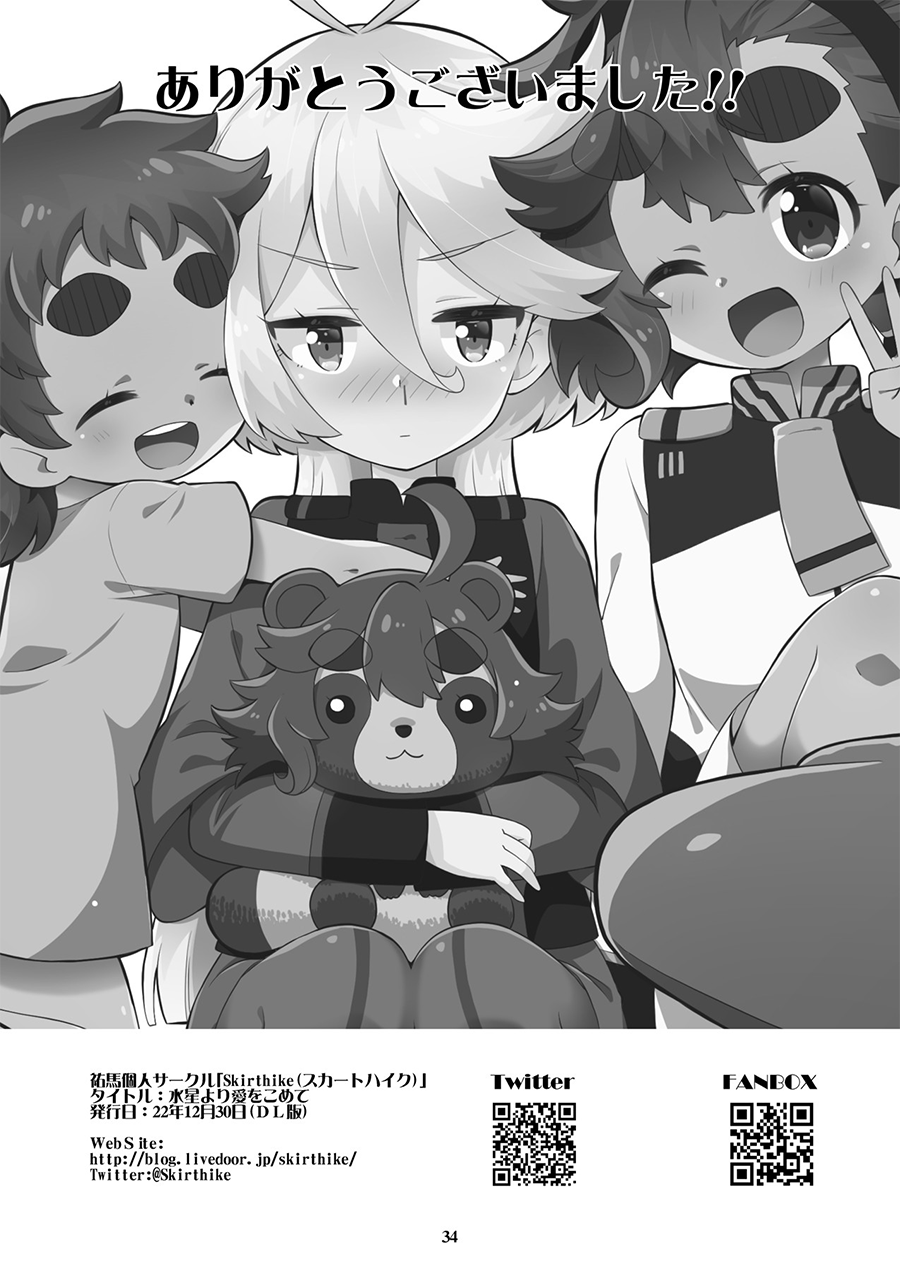 ありがとうございました!!
祐馬個人サークル「Skirthike(スカートハイク)」
タイトル：水星より愛をこめて
発行日：22年12月30日(ＤＬ版)
WebSite:
http://blog.livedoor.jp/skirthike/
Twitter:@Skirthike
Twitter
FANBOX
34